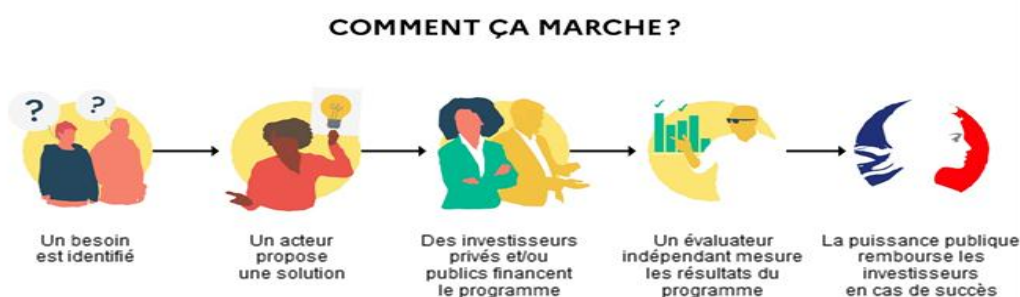 COMMENT ÇA MARCHE?
?
?
Un besoin
est identifié
Un acteur
propose
une solution
Des investisseurs
privés et/ou
publics financent
le programme
Un évaluateur
indépendant mesure
les résultats du
programme
La puissance publique
rembourse les
investisseurs
en cas de succès